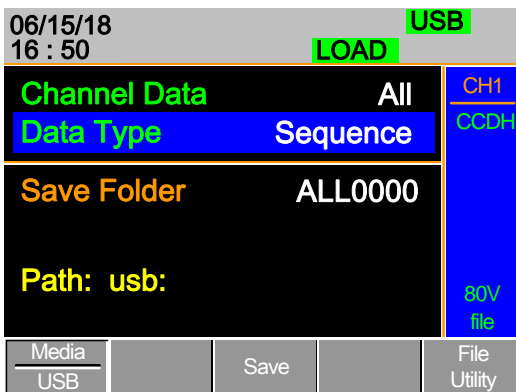 06/15/18 USB
16 : 50 LOAD
Channel Data All
Data Type Sequence
Save Folder ALL0000
Path: usb:
CH1
CCDH
80V
file
Media
USB
Save
File
Utility